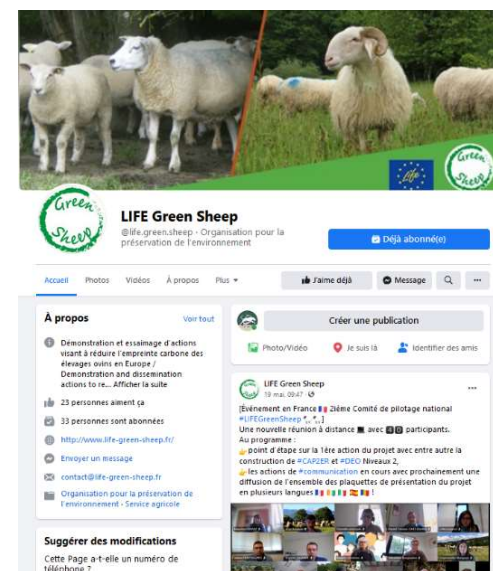 Life
Green
Sheep
Green
Sheep
LIFE Green Sheep
@life.green.sheep - Organisation pour la
préservation de l'environnement
Déjà abonné(e)
Accueil
Photos
Vidéos
À propos
Plus
J'aime déjà
Message
À propos
Voir tout
Démonstration et essaimage d'actions
visant à réduire l'empreinte carbone des
élevages ovins en Europe /
Demonstration and dissemination
actions to re... Afficher la suite
23 personnes aiment ça
33 personnes sont abonnées
http://www.life-green-sheep.fr/
Envoyer un message
contact@life-green-sheep.fr
Organisation pour la préservation de
l'environnement · Service agricole
Suggérer des modifications
Cette Page a-t-elle un numéro de
téléphone ?
Créer une publication
Photo/Vidéo
Je suis là
Identifier des amis
LIFE Green Sheep
19 mai, 09:47
[Événement en France 🇫🇷 2ième Comité de pilotage national
#LIFEGreenSheep
Une nouvelle réunion à distance 💻 avec 4️⃣0️⃣ participants.
Au programme :
👉point d'étape sur la 1ère action du projet avec entre autre la
construction de #CAP2ER et #DEO Niveaux 2,
👉les actions de #communication en cours avec prochainement une
diffusion de l'ensemble des plaquettes de présentation du projet
en plusieurs langues 🇫🇷 🇮🇪 🇮🇹 🇪🇸 🇷🇴 !